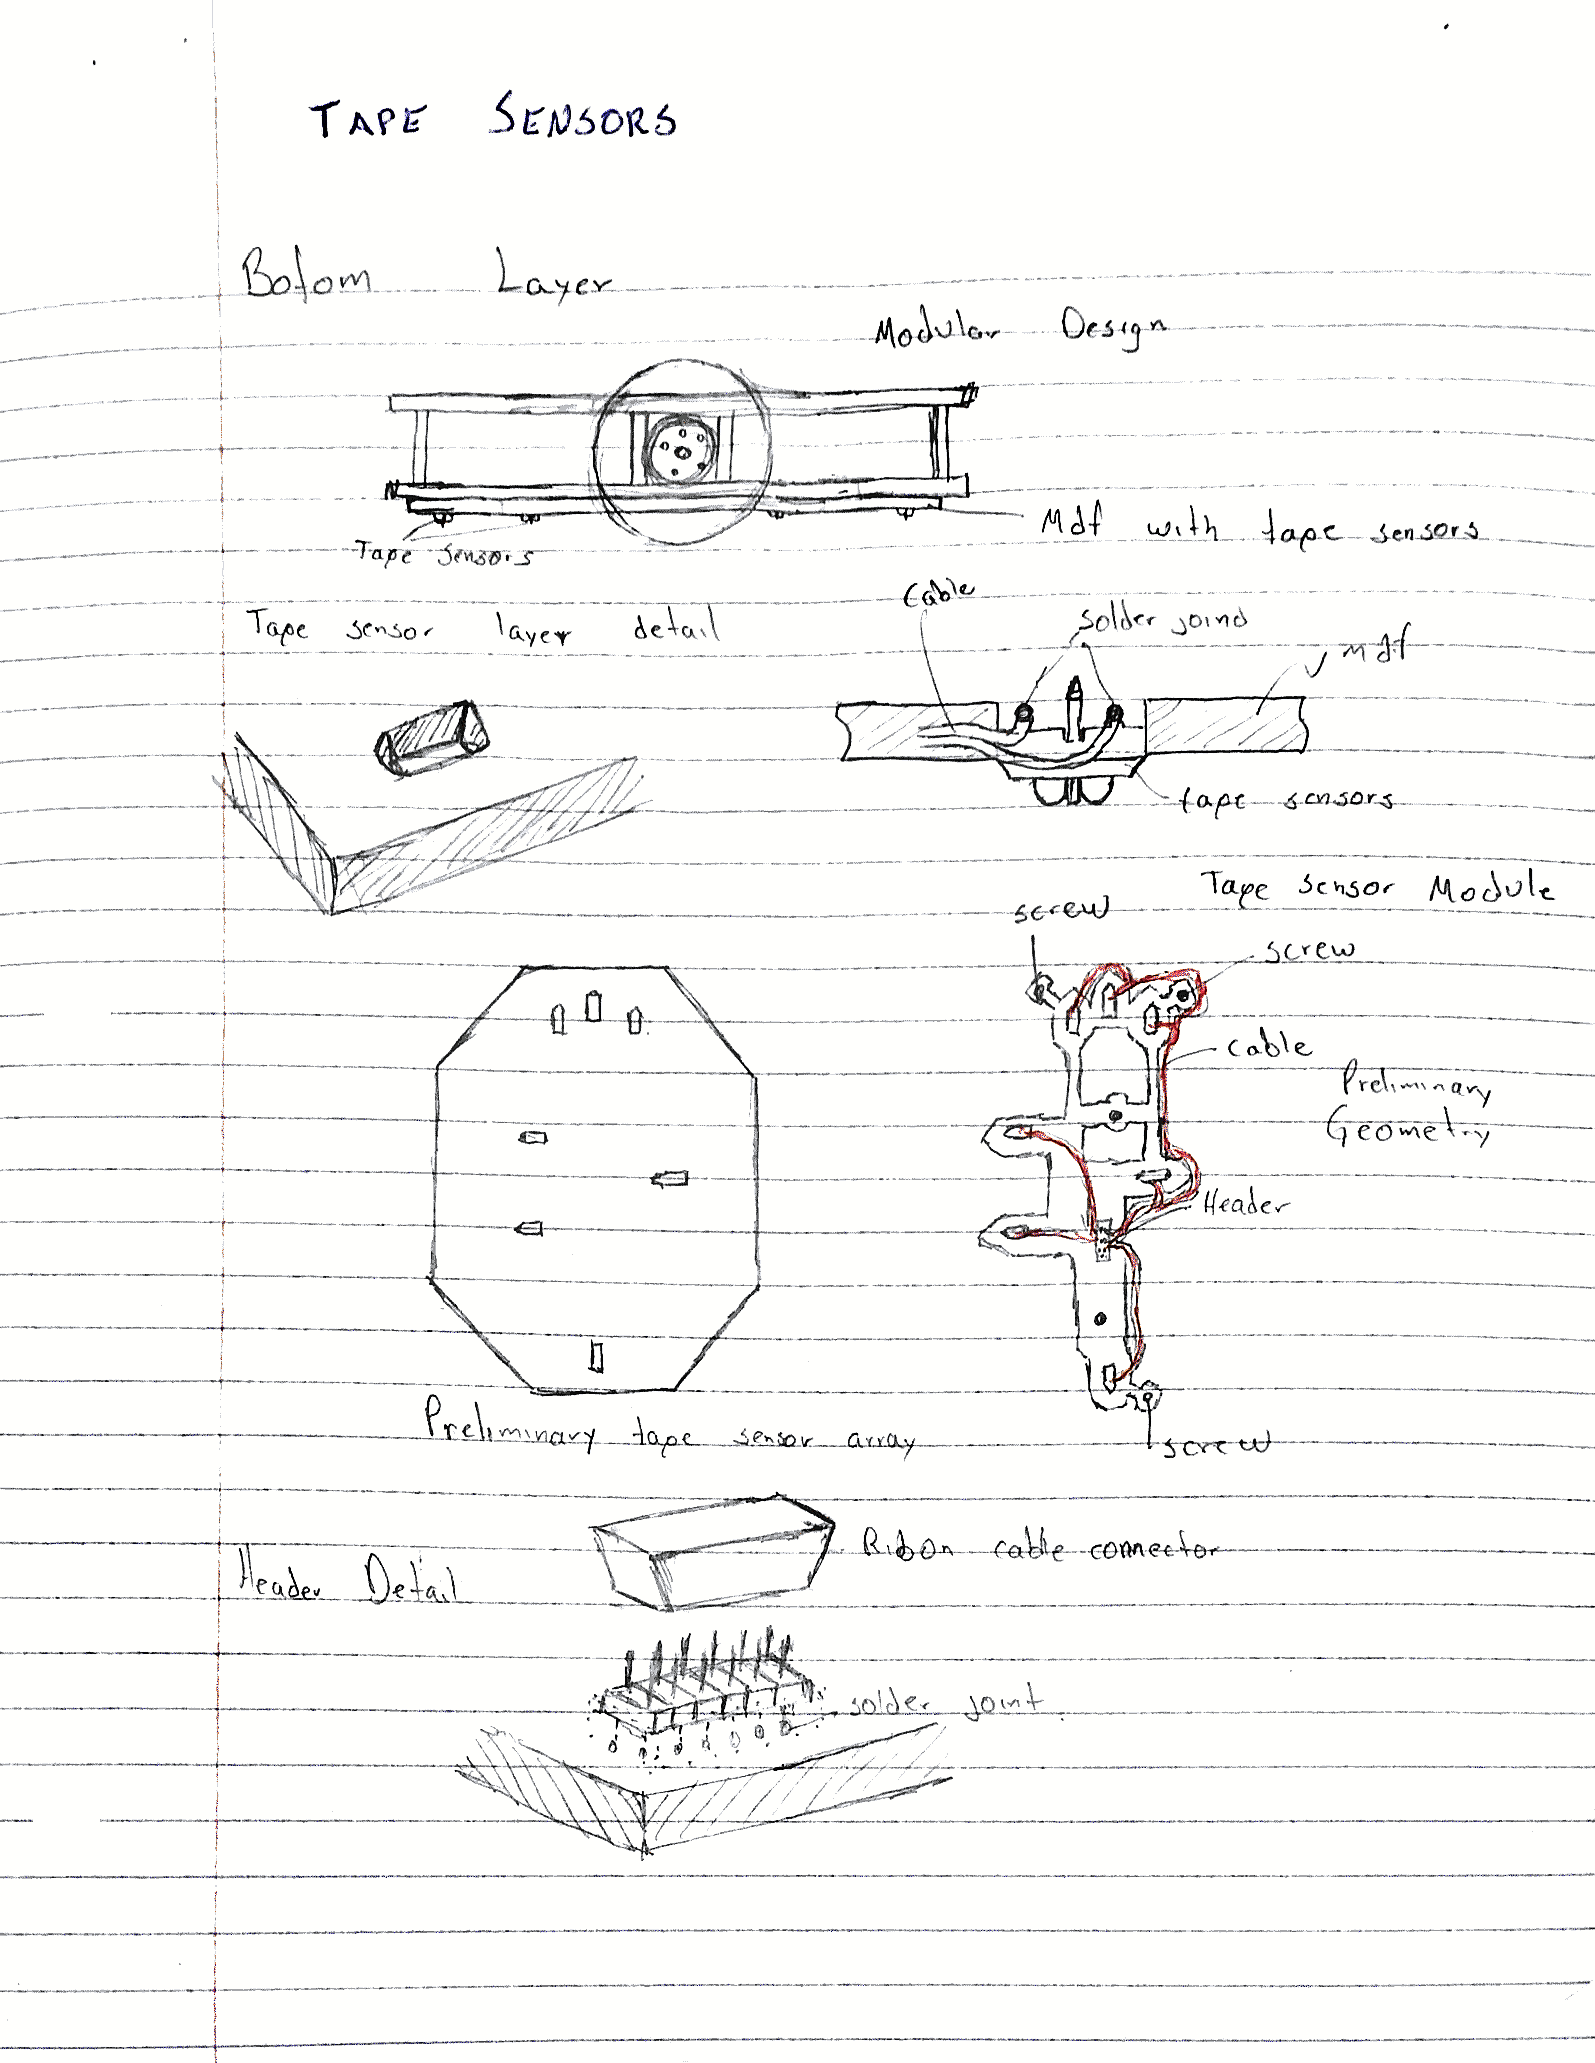 TAPE SENSORS
Botom Layer
Modular Design
Mdf with tape sensors
Tape sensors
Tape sensor layer detail
Cable
solder joind
Mdf
tape sensors
Tape sensor Module
screw
screw
cable
Preliminary
Geometry
Header
Preliminary tape sensor array
screw
Ribon cable connector
Header Detail
solder joint